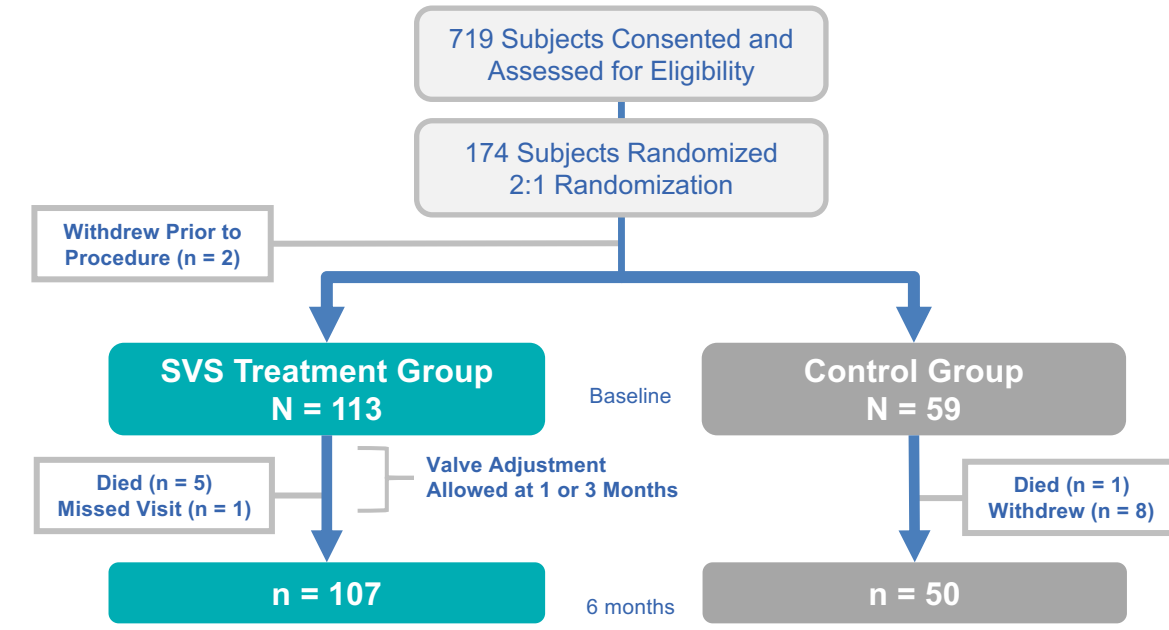 719 Subjects Consented and
Assessed for Eligibility
174 Subjects Randomized
2:1 Randomization
Withdrew Prior to
Procedure (n = 2)
SVS Treatment Group
N = 113
Baseline
Control Group
N = 59
Died (n = 5)
Missed Visit (n = 1)
Valve Adjustment
Allowed at 1 or 3 Months
Died (n = 1)
Withdrew (n = 8)
n = 107
6 months
n = 50